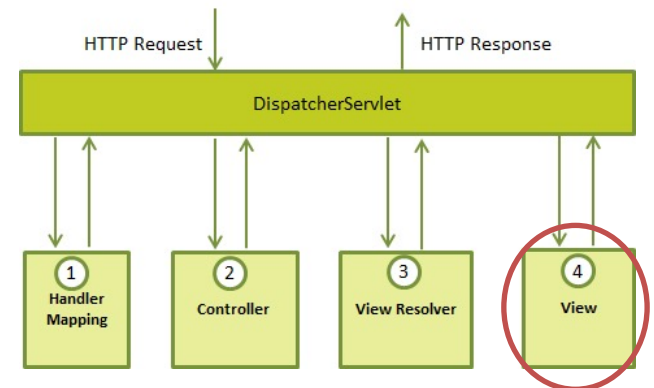 HTTP Request
HTTP Response
DispatcherServlet
1
Handler
Mapping
2
Controller
3
View Resolver
4
View